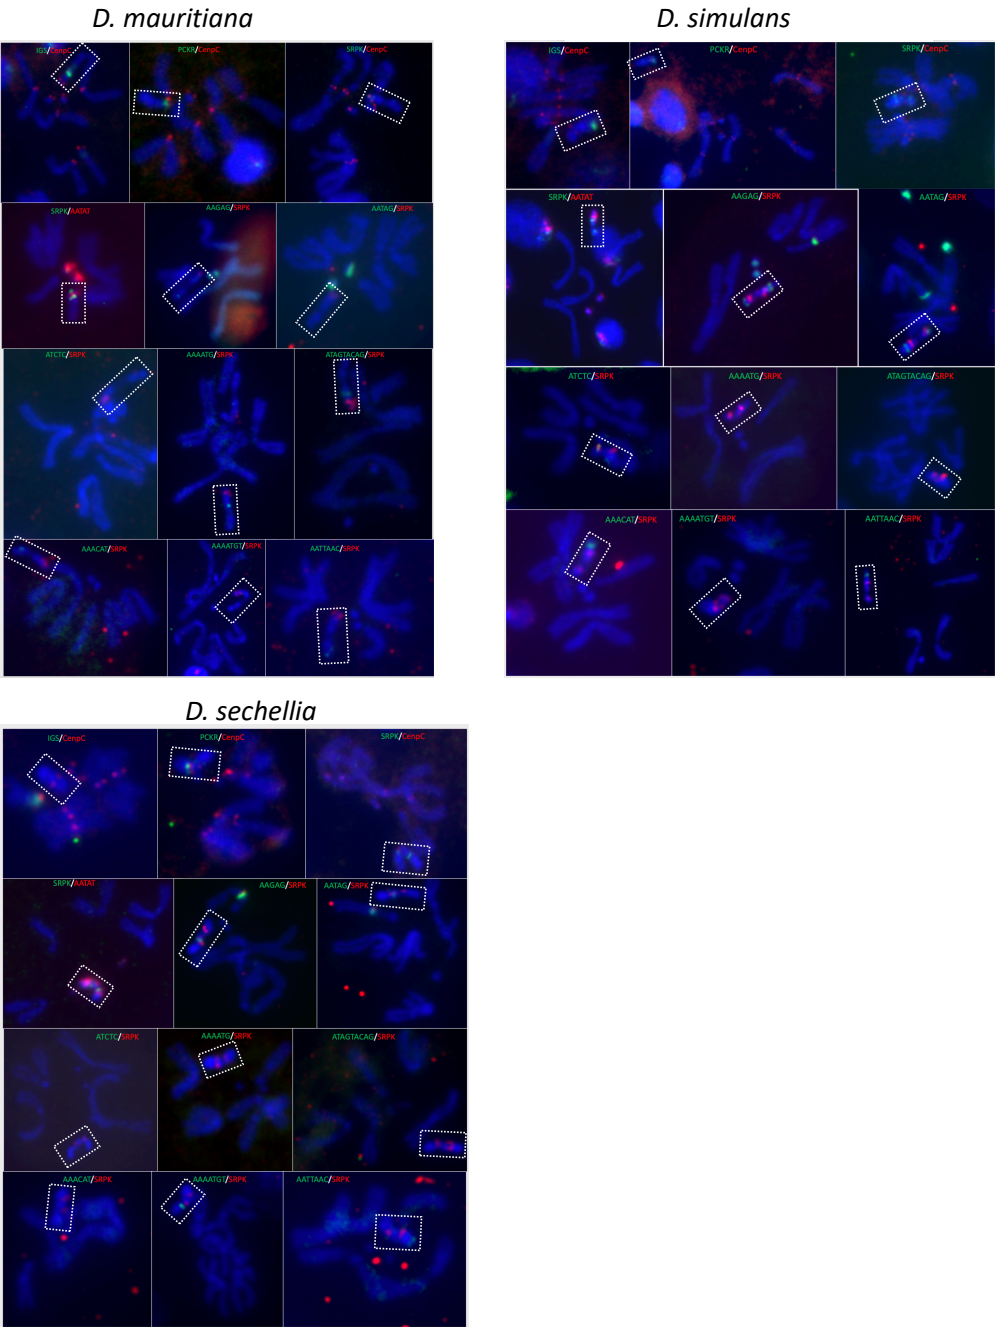 D. mauritiana
IGS/CenpC
PCKR/CenpC
SRPK/CenpC
SRPK/AATAT
AAGAG/SRPK
AATAG/SRPK
ATCTC/SRPK
AAAATG/SRPK
ATAGTACAG/SRPK
AAACAT/SRPK
AAAATGT/SRPK
AATTAAC/SRPK
D. simulans
IGS/CenpC
PCKR/CenpC
SRPK/CenpC
SRPK/AATAT
AAGAG/SRPK
AATAG/SRPK
ATCTC/SRPK
AAAATG/SRPK
ATAGTACAG/SRPK
AAACAT/SRPK
AAAATGT/SRPK
AATTAAC/SRPK
D. sechellia
IGS/CenpC
PCKR/CenpC
SRPK/CenpC
SRPK/AATAT
AAGAG/SRPK
AATAG/SRPK
ATCTC/SRPK
AAAATG/SRPK
ATAGTACAG/SRPK
AAACAT/SRPK
AAAATGT/SRPK
AATTAAC/SRPK